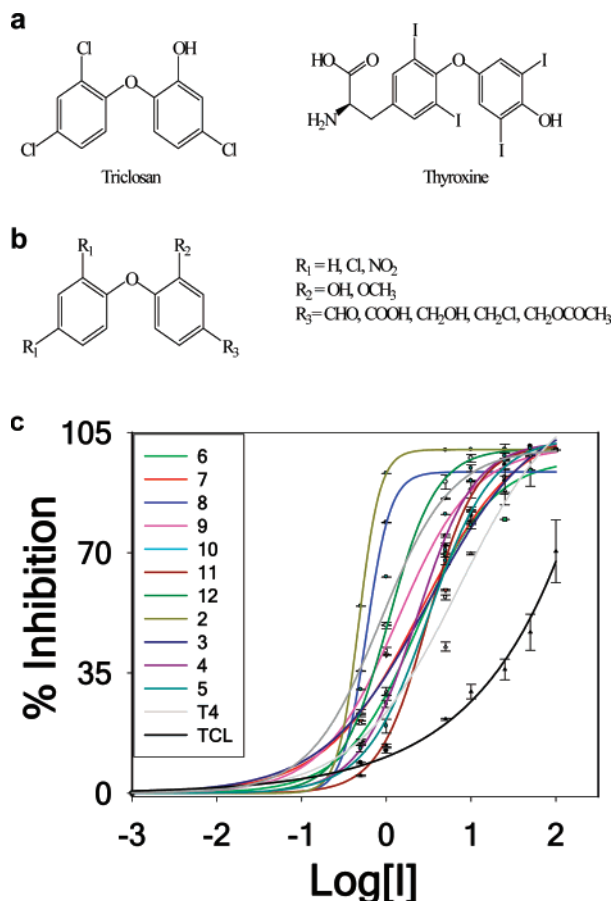 a
Cl
OH
O
Cl
Cl
Triclosan
HO
O
H₂N
I
O
I
I
OH
I
Thyroxine
b
R₁
R₂
O
R₁
R₃
R₁ = H, Cl, NO₂
R₂ = OH, OCH₃
R₃= CHO, COOH, CH₂OH, CH₂Cl, CH₂OCOCH₃
c
105
70
35
0
% Inhibition
6
7
8
9
10
11
12
2
3
4
5
T4
TCL
-3
-2
-1
0
1
2
Log[I]